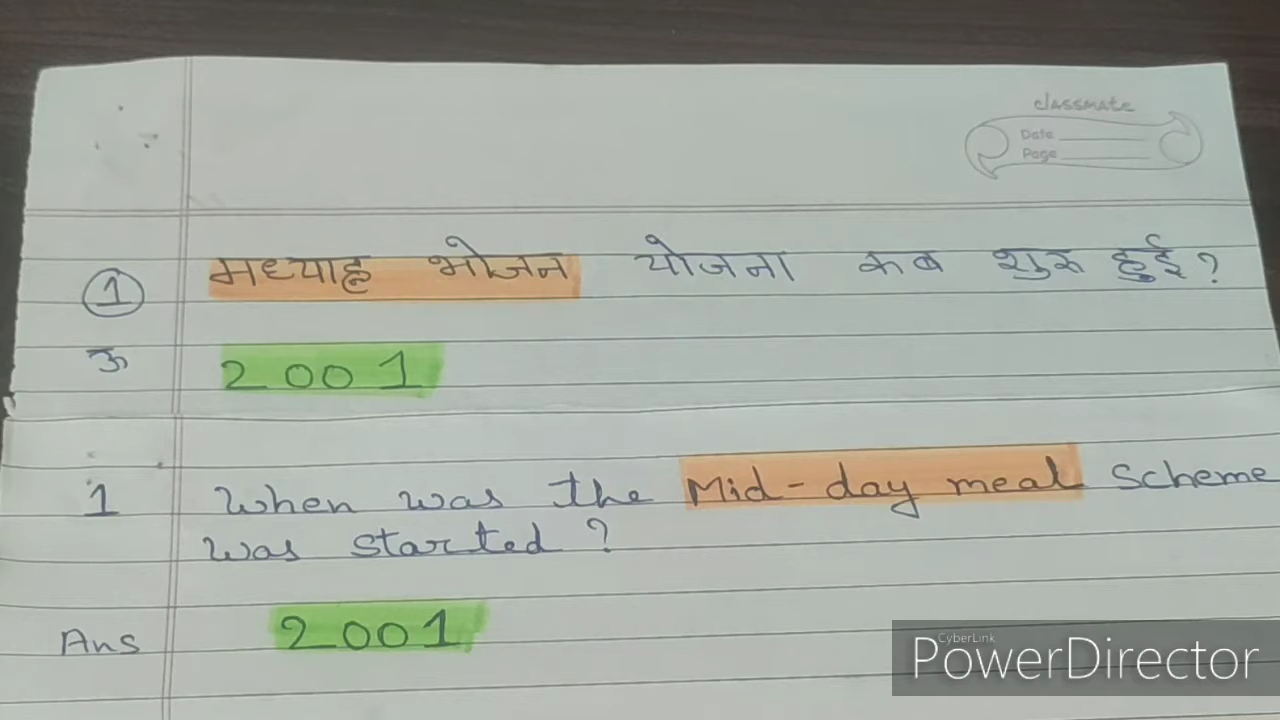 classmate
Date
Page
① मध्याह्न भोजन योजना कब शुरू हुई ?
उ 2001
1 When was the Mid-day meal Scheme
was started ?
Ans 2001
CyberLink
PowerDirector